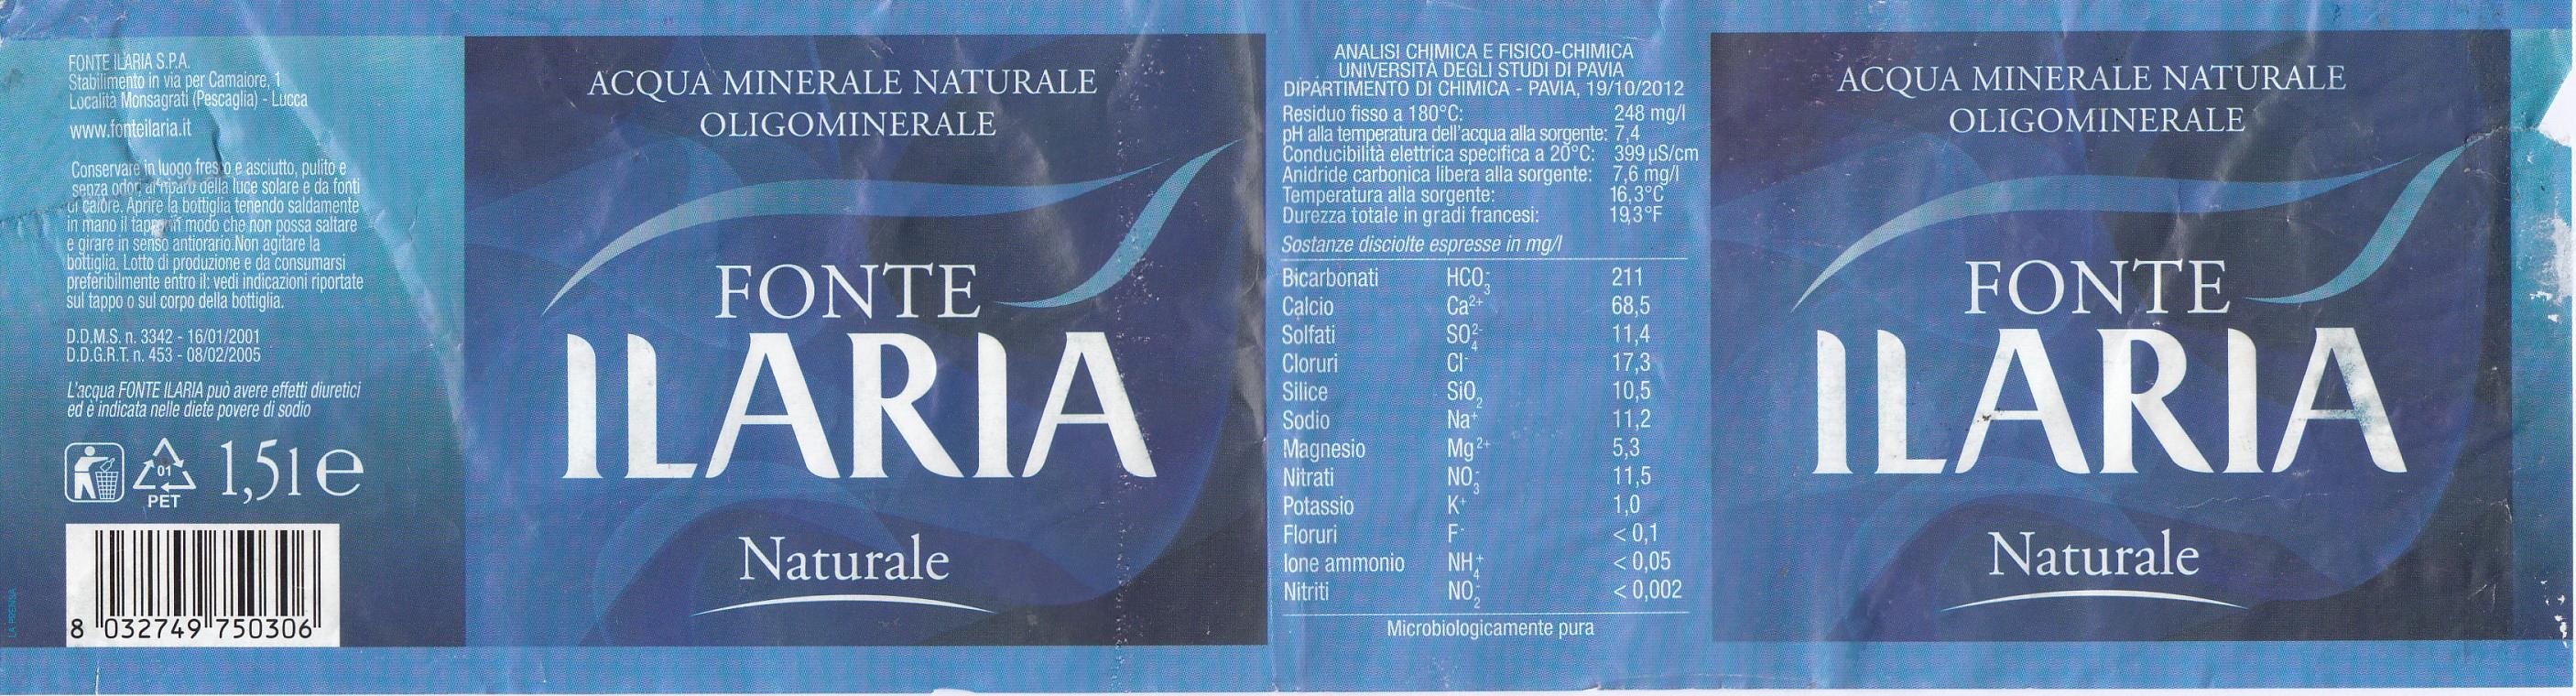 FONTE ILARIA S.P.A.
Stabilimento in via per Camaiore, 1
Località Monsagrati (Pescaglia) - Lucca
www.fonteilaria.it
Conservare in luogo fresco e asciutto, pulito e
senza odori al riparo della luce solare e da fonti
di calore. Aprire la bottiglia tenendo saldamente
in mano il tappo in modo che non possa saltare
e girare in senso antiorario.Non agitare la
bottiglia. Lotto di produzione e da consumarsi
preferibilmente entro il: vedi indicazioni riportate
sul tappo o sul corpo della bottiglia.
D.D.M.S. n. 3342 - 16/01/2001
D.D.G.R.T. n. 453 - 08/02/2005
L'acqua FONTE ILARIA può avere effetti diuretici
ed è indicata nelle diete povere di sodio
01
PET
1,5 l e
8 032749 750306
LA PRENSA
ACQUA MINERALE NATURALE
OLIGOMINERALE
FONTE
ILARIA
Naturale
ANALISI CHIMICA E FISICO-CHIMICA
UNIVERSITÀ DEGLI STUDI DI PAVIA
DIPARTIMENTO DI CHIMICA - PAVIA, 19/10/2012
Residuo fisso a 180°C: 248 mg/l
pH alla temperatura dell'acqua alla sorgente: 7,4
Conducibilità elettrica specifica a 20°C: 399 µS/cm
Anidride carbonica libera alla sorgente: 7,6 mg/l
Temperatura alla sorgente: 16,3°C
Durezza totale in gradi francesi: 19,3°F
Sostanze disciolte espresse in mg/l
Bicarbonati HCO₃⁻ 211
Calcio Ca²⁺ 68,5
Solfati SO₄²⁻ 11,4
Cloruri Cl⁻ 17,3
Silice SiO₂ 10,5
Sodio Na⁺ 11,2
Magnesio Mg²⁺ 5,3
Nitrati NO₃⁻ 11,5
Potassio K⁺ 1,0
Floruri F⁻ < 0,1
Ione ammonio NH₄⁺ < 0,05
Nitriti NO₂⁻ < 0,002
Microbiologicamente pura
ACQUA MINERALE NATURALE
OLIGOMINERALE
FONTE
ILARIA
Naturale